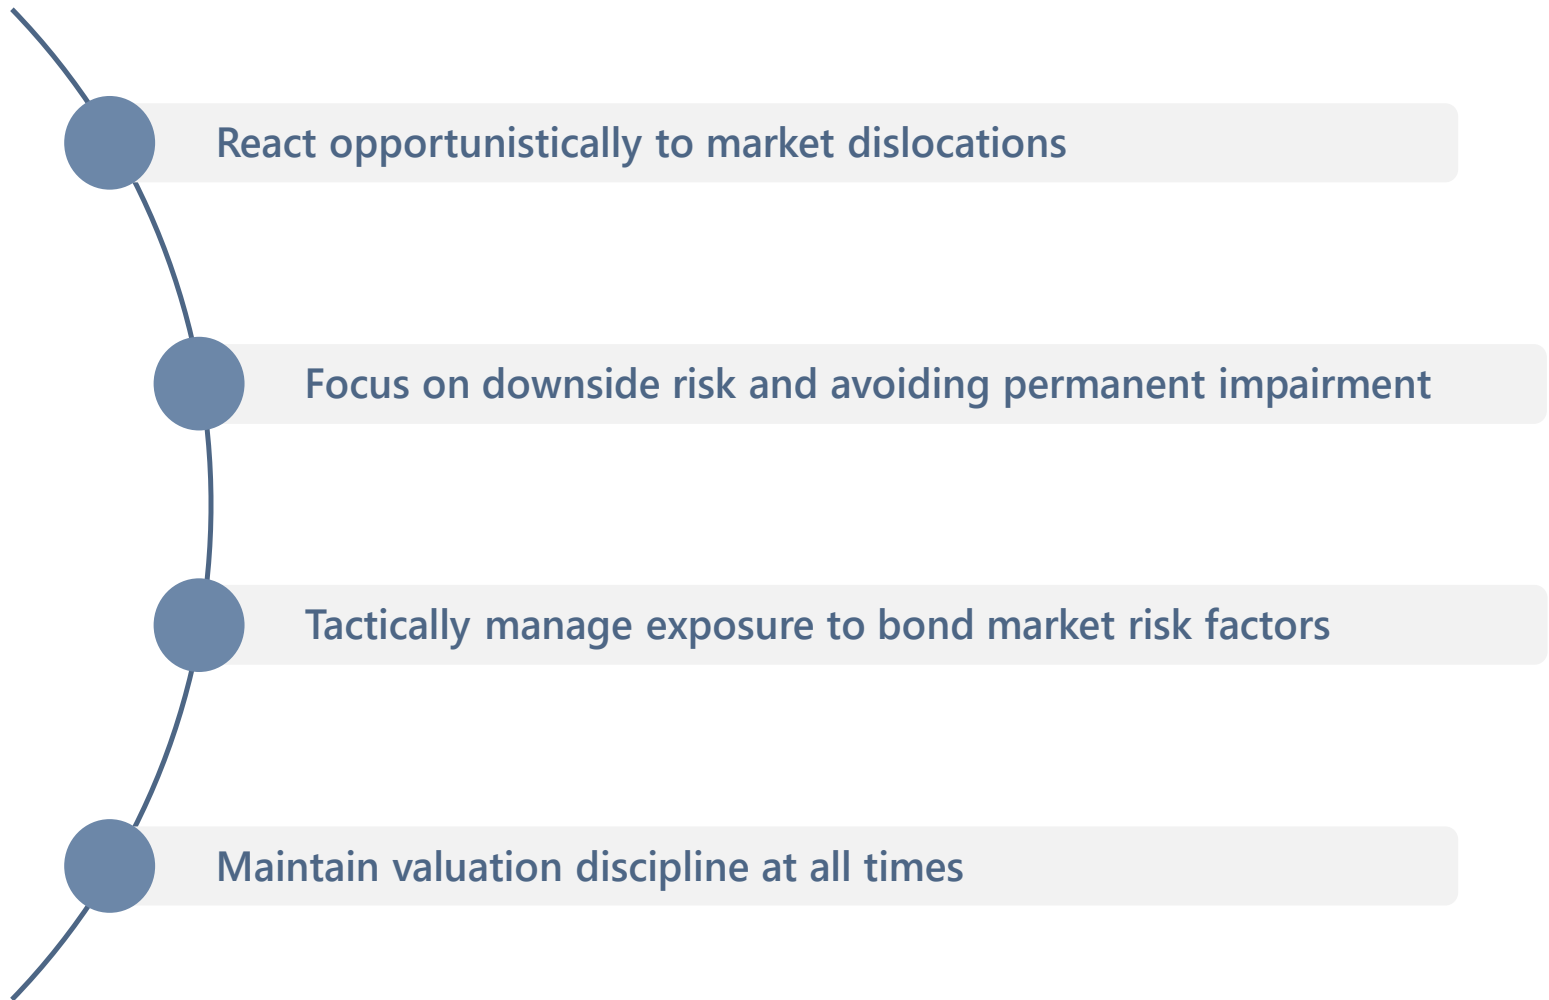 React opportunistically to market dislocations
Focus on downside risk and avoiding permanent impairment
Tactically manage exposure to bond market risk factors
Maintain valuation discipline at all times